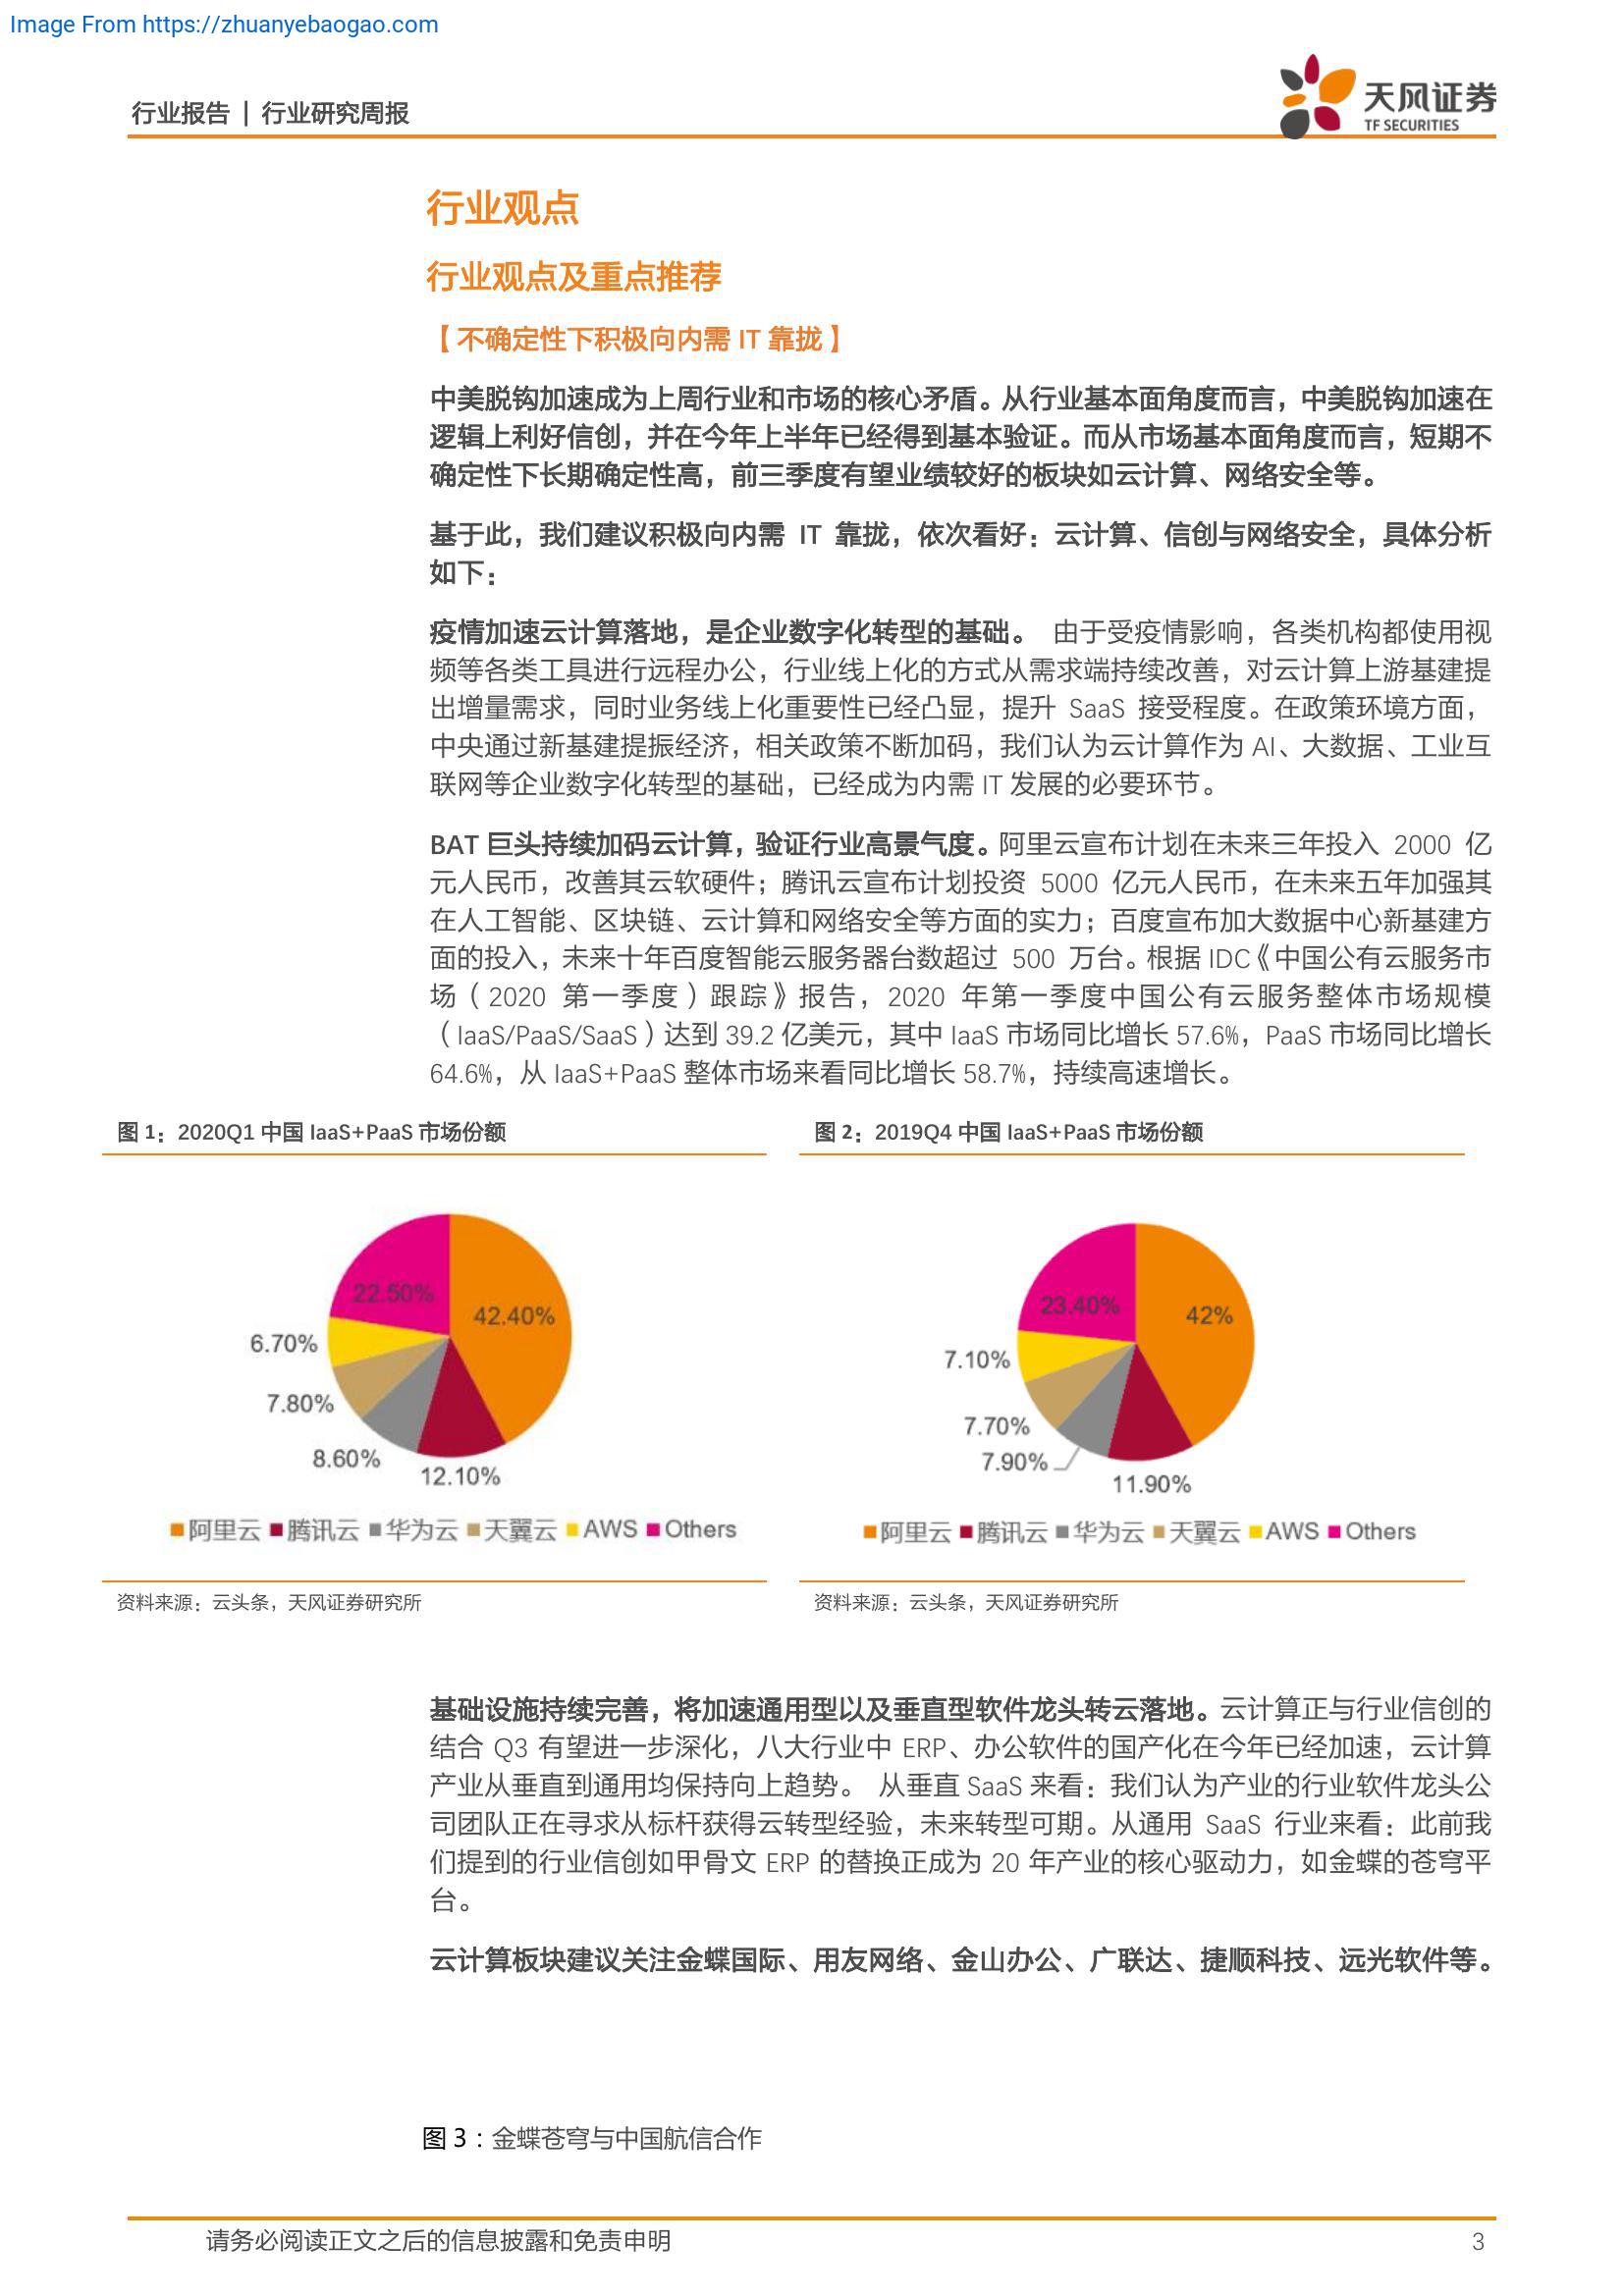 Image From https://zhuanyebaogao.com
行业报告 | 行业研究周报
天风证券
TF SECURITIES
行业观点
行业观点及重点推荐
【不确定性下积极向内需 IT 靠拢】
中美脱钩加速成为上周行业和市场的核心矛盾。从行业基本面角度而言，中美脱钩加速在
逻辑上利好信创，并在今年上半年已经得到基本验证。而从市场基本面角度而言，短期不
确定性下长期确定性高，前三季度有望业绩较好的板块如云计算、网络安全等。
基于此，我们建议积极向内需 IT 靠拢，依次看好：云计算、信创与网络安全，具体分析
如下：
疫情加速云计算落地，是企业数字化转型的基础。 由于受疫情影响，各类机构都使用视
频等各类工具进行远程办公，行业线上化的方式从需求端持续改善，对云计算上游基建提
出增量需求，同时业务线上化重要性已经凸显，提升 SaaS 接受程度。在政策环境方面，
中央通过新基建提振经济，相关政策不断加码，我们认为云计算作为 AI、大数据、工业互
联网等企业数字化转型的基础，已经成为内需 IT 发展的必要环节。
BAT 巨头持续加码云计算，验证行业高景气度。阿里云宣布计划在未来三年投入 2000 亿
元人民币，改善其云软硬件；腾讯云宣布计划投资 5000 亿元人民币，在未来五年加强其
在人工智能、区块链、云计算和网络安全等方面的实力；百度宣布加大数据中心新基建方
面的投入，未来十年百度智能云服务器台数超过 500 万台。根据 IDC《中国公有云服务市
场（2020 第一季度）跟踪》报告，2020 年第一季度中国公有云服务整体市场规模
（IaaS/PaaS/SaaS）达到 39.2 亿美元，其中 IaaS 市场同比增长 57.6%，PaaS 市场同比增长
64.6%，从 IaaS+PaaS 整体市场来看同比增长 58.7%，持续高速增长。
图 1：2020Q1 中国 IaaS+PaaS 市场份额
22.50%
42.40%
6.70%
7.80%
8.60%
12.10%
阿里云 腾讯云 华为云 天翼云 AWS Others
资料来源：云头条，天风证券研究所
图 2：2019Q4 中国 IaaS+PaaS 市场份额
23.40%
42%
7.10%
7.70%
7.90%
11.90%
阿里云 腾讯云 华为云 天翼云 AWS Others
资料来源：云头条，天风证券研究所
基础设施持续完善，将加速通用型以及垂直型软件龙头转云落地。云计算正与行业信创的
结合 Q3 有望进一步深化，八大行业中 ERP、办公软件的国产化在今年已经加速，云计算
产业从垂直到通用均保持向上趋势。 从垂直 SaaS 来看：我们认为产业的行业软件龙头公
司团队正在寻求从标杆获得云转型经验，未来转型可期。从通用 SaaS 行业来看：此前我
们提到的行业信创如甲骨文 ERP 的替换正成为 20 年产业的核心驱动力，如金蝶的苍穹平
台。
云计算板块建议关注金蝶国际、用友网络、金山办公、广联达、捷顺科技、远光软件等。
图 3：金蝶苍穹与中国航信合作
请务必阅读正文之后的信息披露和免责申明
3